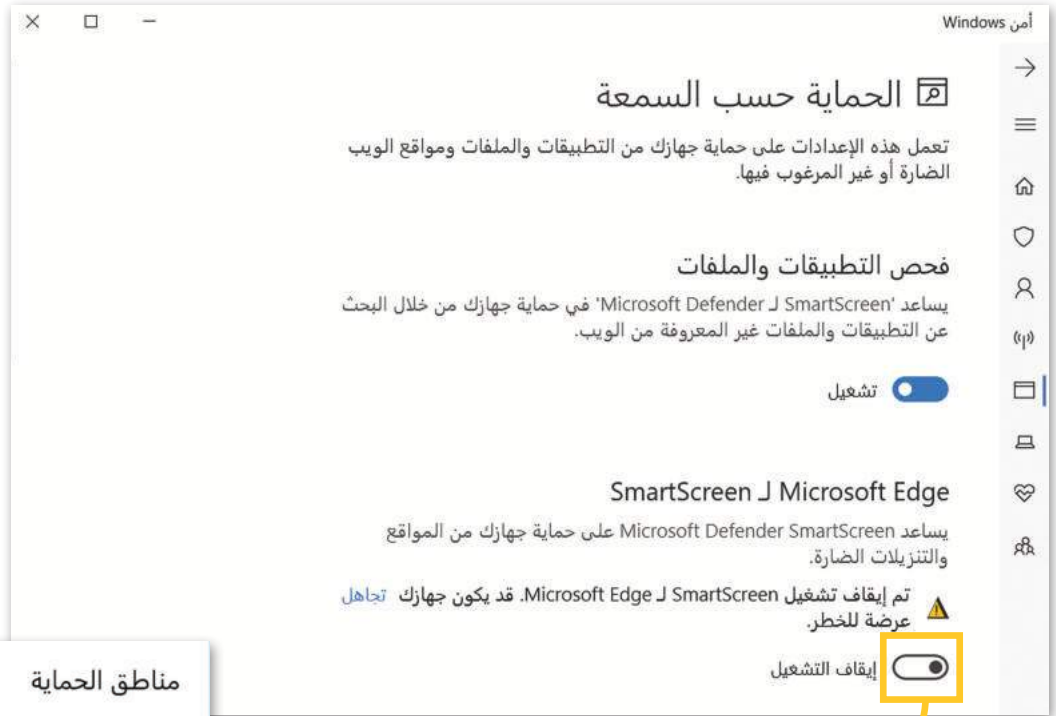 أمن Windows
الحماية حسب السمعة
تعمل هذه الإعدادات على حماية جهازك من التطبيقات والملفات ومواقع الويب
الضارة أو غير المرغوب فيها.
فحص التطبيقات والملفات
يساعد 'SmartScreen لـ Microsoft Defender' في حماية جهازك من خلال البحث
عن التطبيقات والملفات غير المعروفة من الويب.
تشغيل
SmartScreen لـ Microsoft Edge
يساعد Microsoft Defender SmartScreen على حماية جهازك من المواقع
والتنزيلات الضارة.
تم إيقاف تشغيل SmartScreen لـ Microsoft Edge. قد يكون جهازك تجاهل
عرضة للخطر.
إيقاف التشغيل
مناطق الحماية